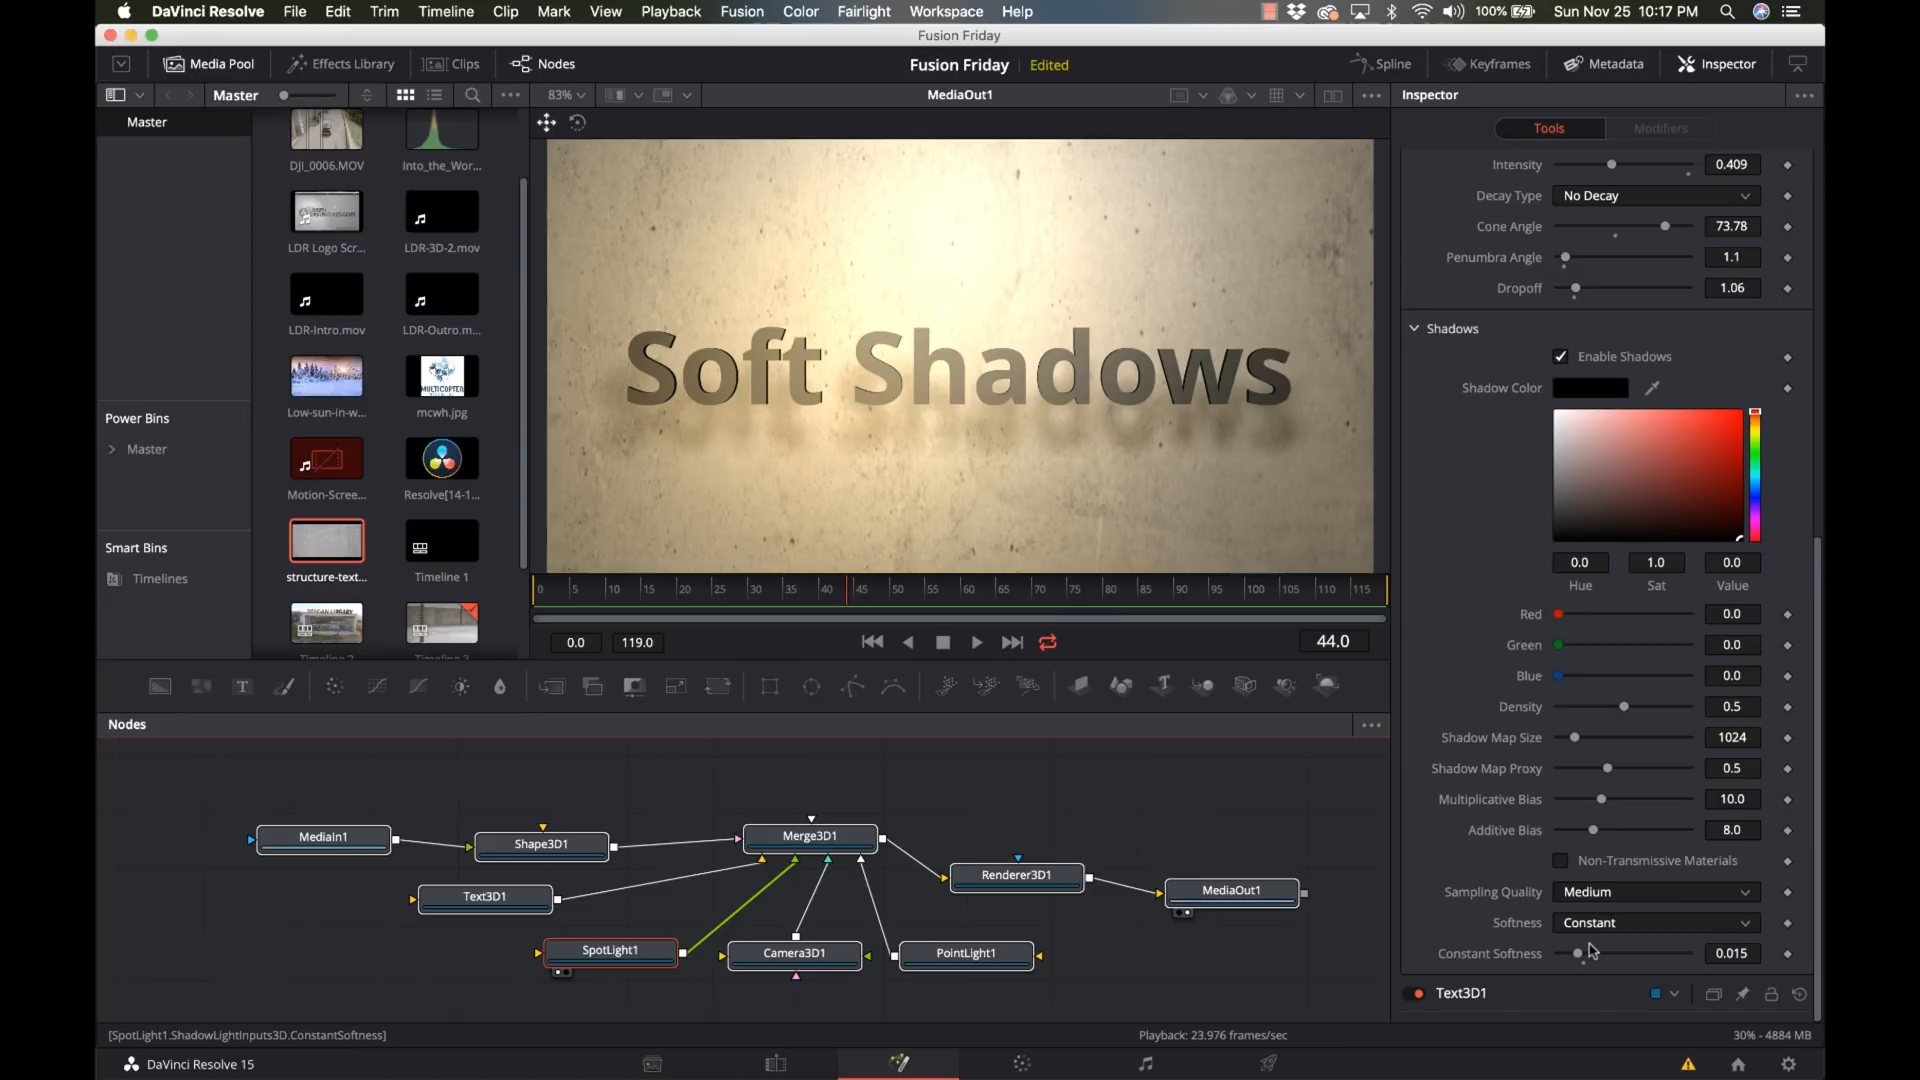 DaVinci Resolve File Edit Trim Timeline Clip Mark View Playback Fusion Color Fairlight Workspace Help 100% Sun Nov 25 10:17 PM
Fusion Friday
Media Pool Effects Library Clips Nodes Fusion Friday Edited Spline Keyframes Metadata Inspector
Master 83% MediaOut1 Inspector
Master
Tools Modifiers
DJI_0006.MOV Into_the_Wor...
LDR Logo Scr... LDR-3D-2.mov
LDR-Intro.mov LDR-Outro.m...
MULTICOPTER
Low-sun-in-w... mcwh.jpg
Power Bins
Master
Motion-Scree... Resolve[14-1...
Smart Bins
Timelines
structure-text... Timeline 1
REAGAN LIBRARY
Timeline 2 Timeline 3
Soft Shadows
0 5 10 15 20 25 30 35 40 45 50 55 60 65 70 75 80 85 90 95 100 105 110 115
0.0 119.0 44.0
Intensity 0.409
Decay Type No Decay
Cone Angle 73.78
Penumbra Angle 1.1
Dropoff 1.06
Shadows
Enable Shadows
Shadow Color
0.0 1.0 0.0
Hue Sat Value
Red 0.0
Green 0.0
Blue 0.0
Density 0.5
Shadow Map Size 1024
Shadow Map Proxy 0.5
Multiplicative Bias 10.0
Additive Bias 8.0
Non-Transmissive Materials
Sampling Quality Medium
Softness Constant
Constant Softness 0.015
Text3D1
Nodes
MediaIn1 Shape3D1 Merge3D1
Text3D1 Renderer3D1 MediaOut1
SpotLight1 Camera3D1 PointLight1
[SpotLight1.ShadowLightInputs3D.ConstantSoftness] Playback: 23.976 frames/sec 30% - 4884 MB
DaVinci Resolve 15